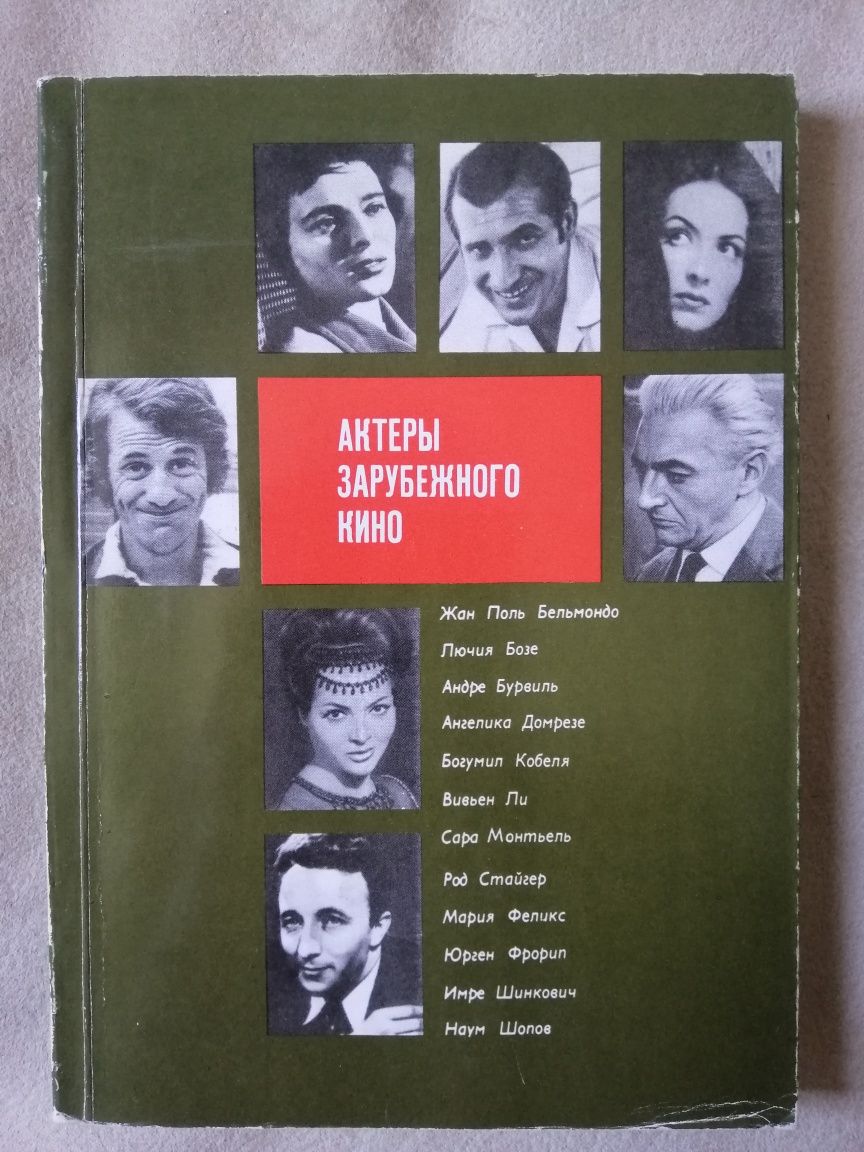 АКТЕРЫ
ЗАРУБЕЖНОГО
КИНО
Жан Поль Бельмондо
Лючия Бозе
Андре Бурвиль
Ангелика Домрезе
Богумил Кобеля
Вивьен Ли
Сара Монтьель
Род Стайгер
Мария Феликс
Юрген Фрорип
Имре Шинкович
Наум Шопов